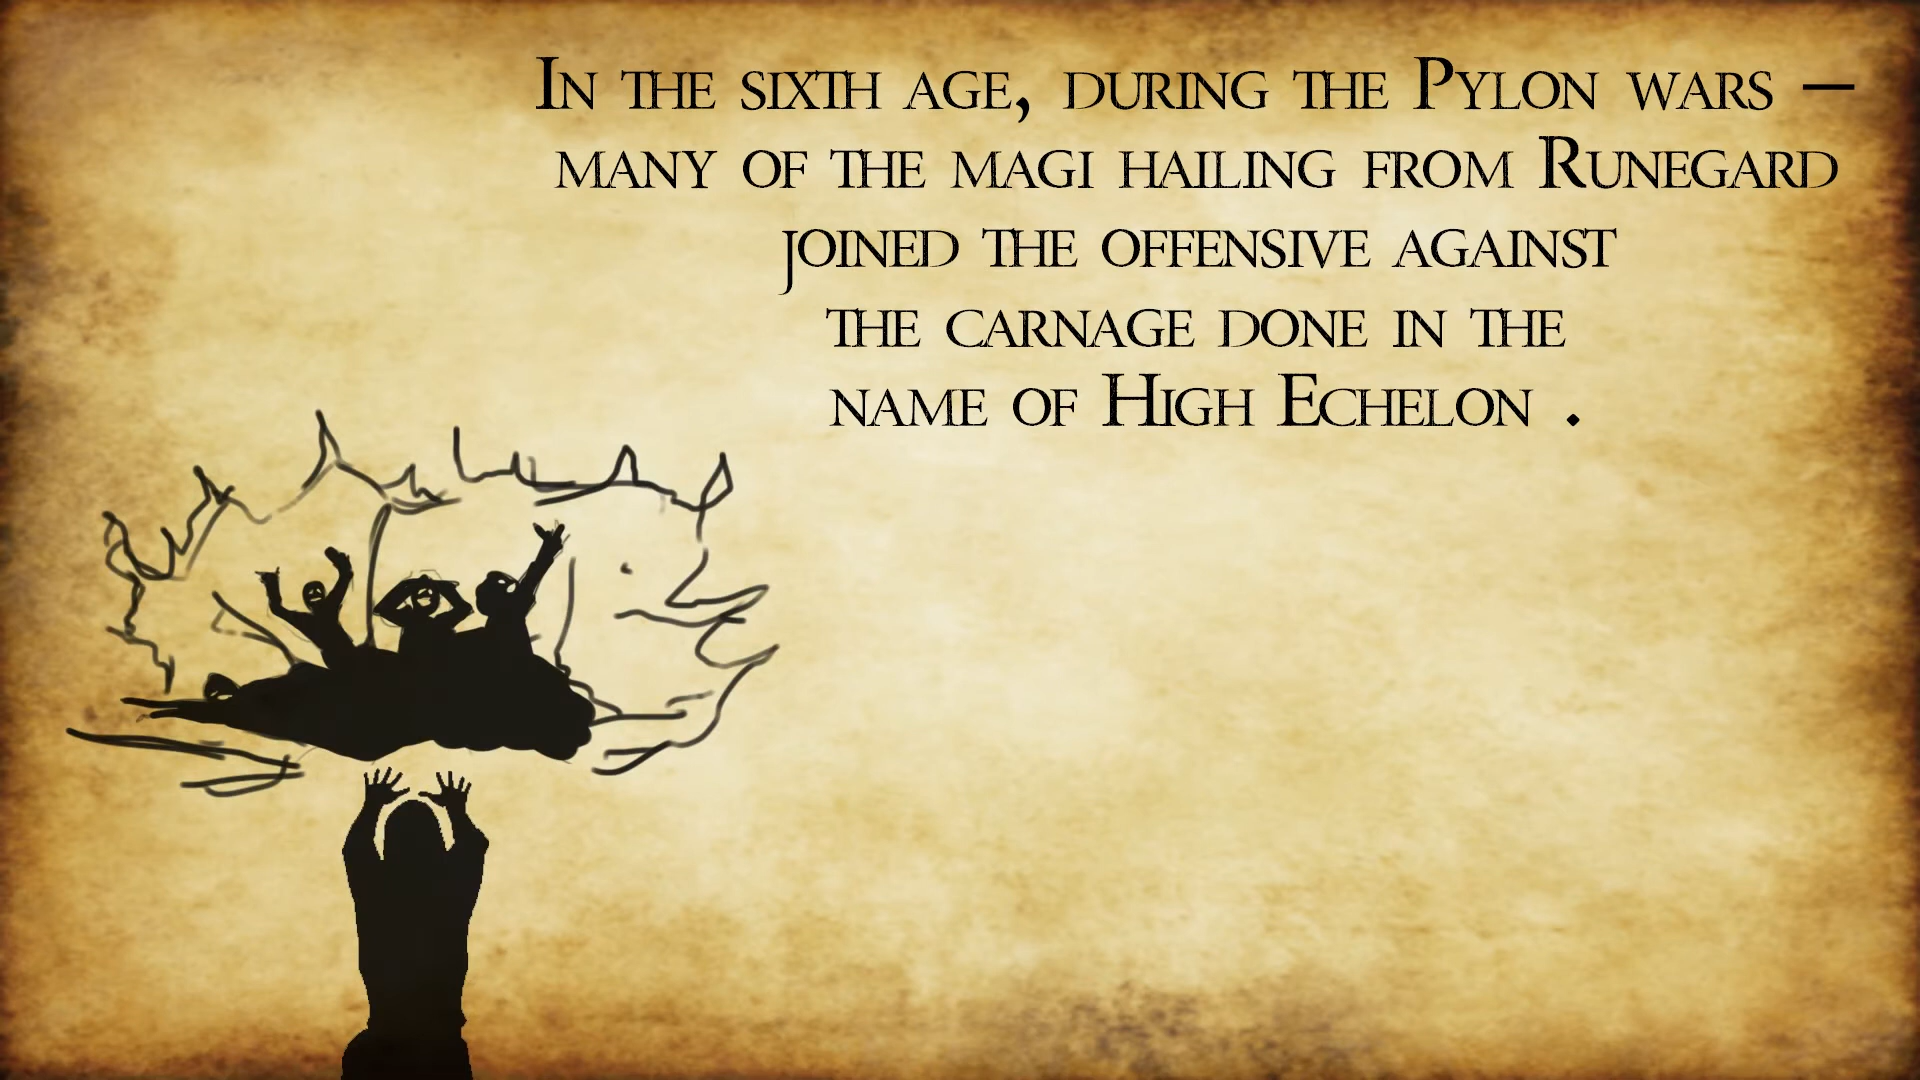 In the sixth age, during the Pylon wars –
many of the magi hailing from Runegard
joined the offensive against
the carnage done in the
name of High Echelon .